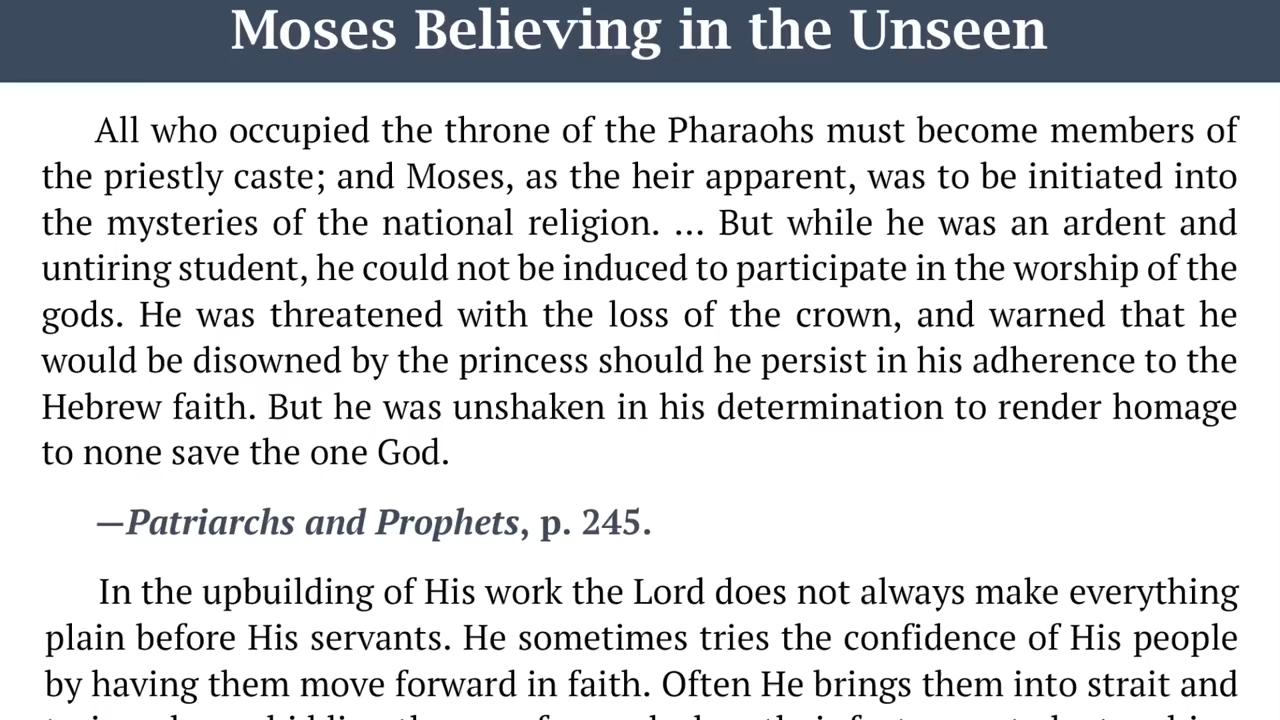 Moses Believing in the Unseen
All who occupied the throne of the Pharaohs must become members of
the priestly caste; and Moses, as the heir apparent, was to be initiated into
the mysteries of the national religion. ... But while he was an ardent and
untiring student, he could not be induced to participate in the worship of the
gods. He was threatened with the loss of the crown, and warned that he
would be disowned by the princess should he persist in his adherence to the
Hebrew faith. But he was unshaken in his determination to render homage
to none save the one God.
—Patriarchs and Prophets, p. 245.
In the upbuilding of His work the Lord does not always make everything
plain before His servants. He sometimes tries the confidence of His people
by having them move forward in faith. Often He brings them into strait and